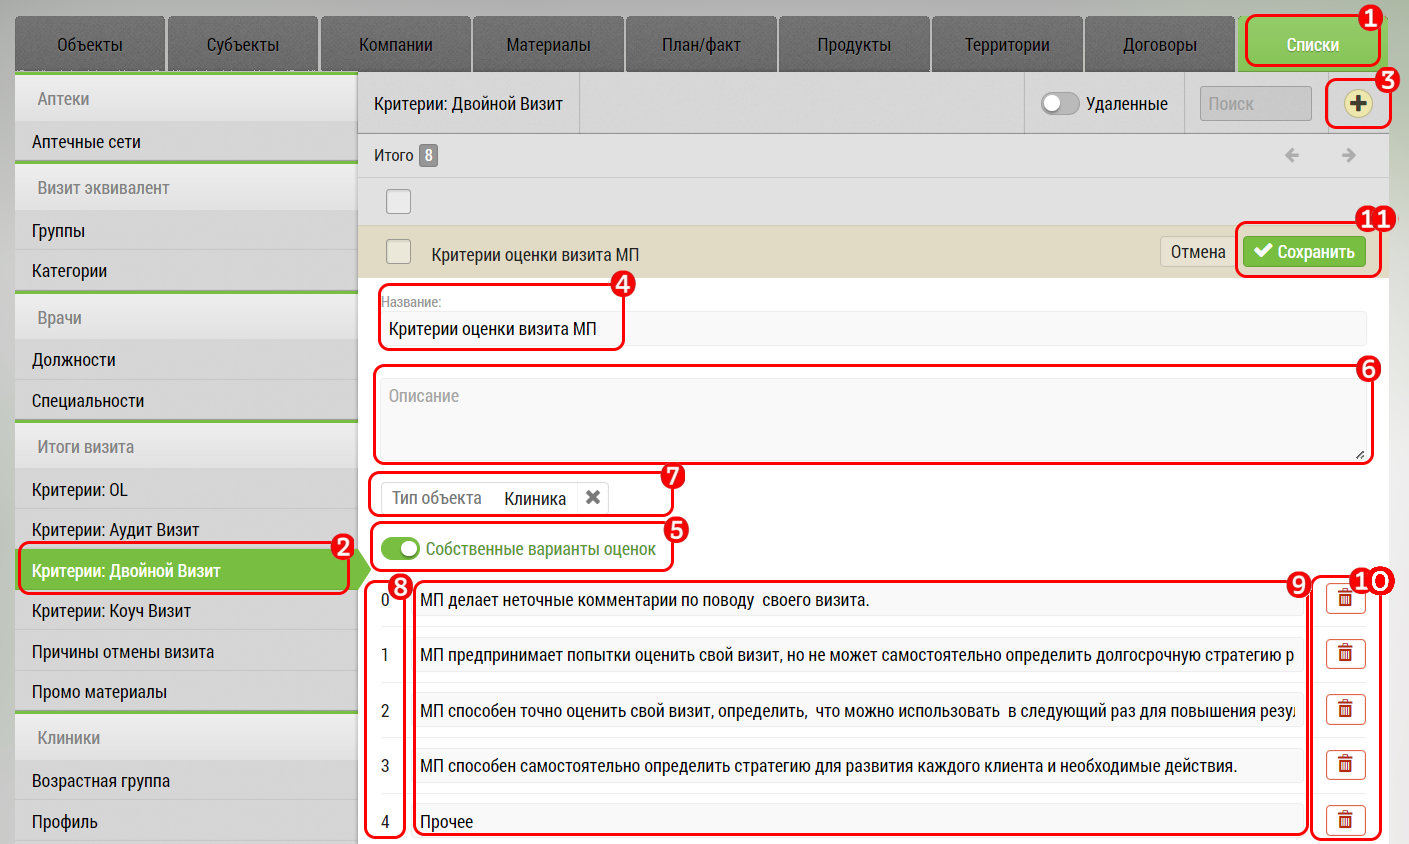 Объекты
Субъекты
Компании
Материалы
План/факт
Продукты
Территории
Договоры
Списки
1
Аптеки
Аптечные сети
Визит эквивалент
Группы
Категории
Врачи
Должности
Специальности
Итоги визита
Критерии: OL
Критерии: Аудит Визит
Критерии: Двойной Визит
2
Критерии: Коуч Визит
Причины отмены визита
Промо материалы
Клиники
Возрастная группа
Профиль
Критерии: Двойной Визит
Удаленные
Поиск
3
Итого 8
Критерии оценки визита МП
Отмена
Сохранить
11
Название:
4
Критерии оценки визита МП
Описание
6
Тип объекта Клиника
7
Собственные варианты оценок
5
8
9
10
0 МП делает неточные комментарии по поводу  своего визита.
1 МП предпринимает попытки оценить свой визит, но не может самостоятельно определить долгосрочную стратегию р
2 МП способен точно оценить свой визит, определить,  что можно использовать  в следующий раз для повышения резул
3 МП способен самостоятельно определить стратегию для развития каждого клиента и необходимые действия.
4 Прочее